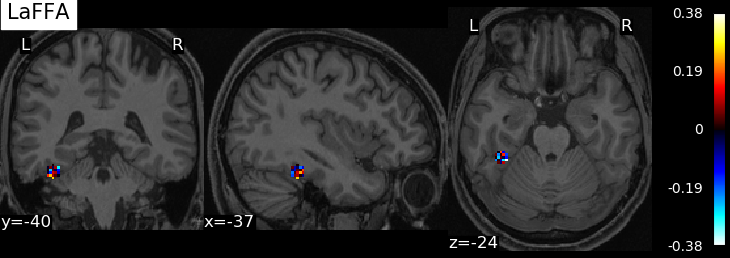 LaFFA
L R
L R
y=-40
x=-37
z=-24
0.38
0.19
0
-0.19
-0.38